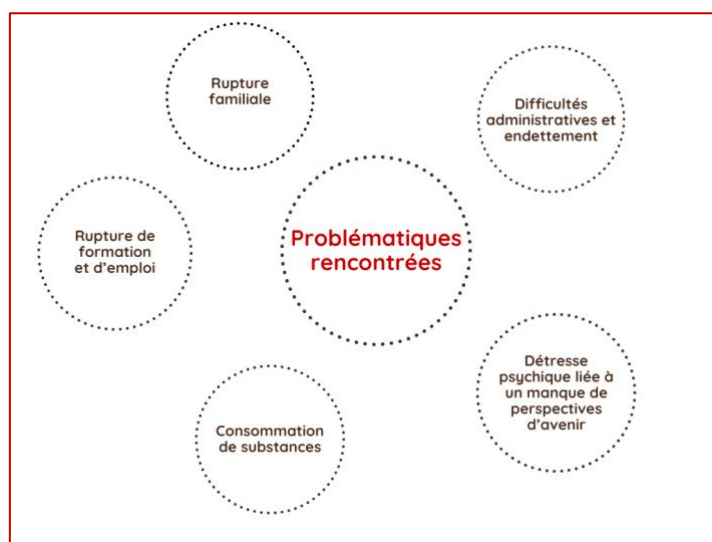 Rupture
familiale
Difficultés
administratives et
endettement
Problématiques
rencontrées
Rupture de
formation
et d'emploi
Détresse
psychique liée à
un manque de
perspectives
d'avenir
Consommation
de substances